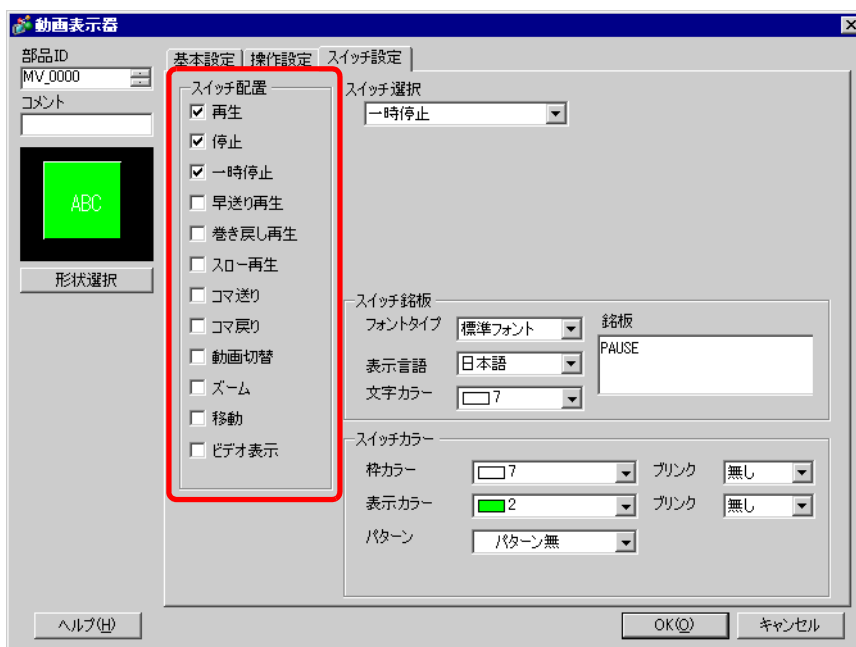 動画表示器
部品ID
MV_0000
コメント
ABC
形状選択
基本設定
操作設定
スイッチ設定
スイッチ配置
再生
停止
一時停止
早送り再生
巻き戻し再生
スロー再生
コマ送り
コマ戻り
動画切替
ズーム
移動
ビデオ表示
スイッチ選択
一時停止
スイッチ銘板
フォントタイプ 標準フォント
表示言語 日本語
文字カラー 7
銘板
PAUSE
スイッチカラー
枠カラー 7 ブリンク 無し
表示カラー 2 ブリンク 無し
パターン パターン無
ヘルプ(H)
OK(O)
キャンセル